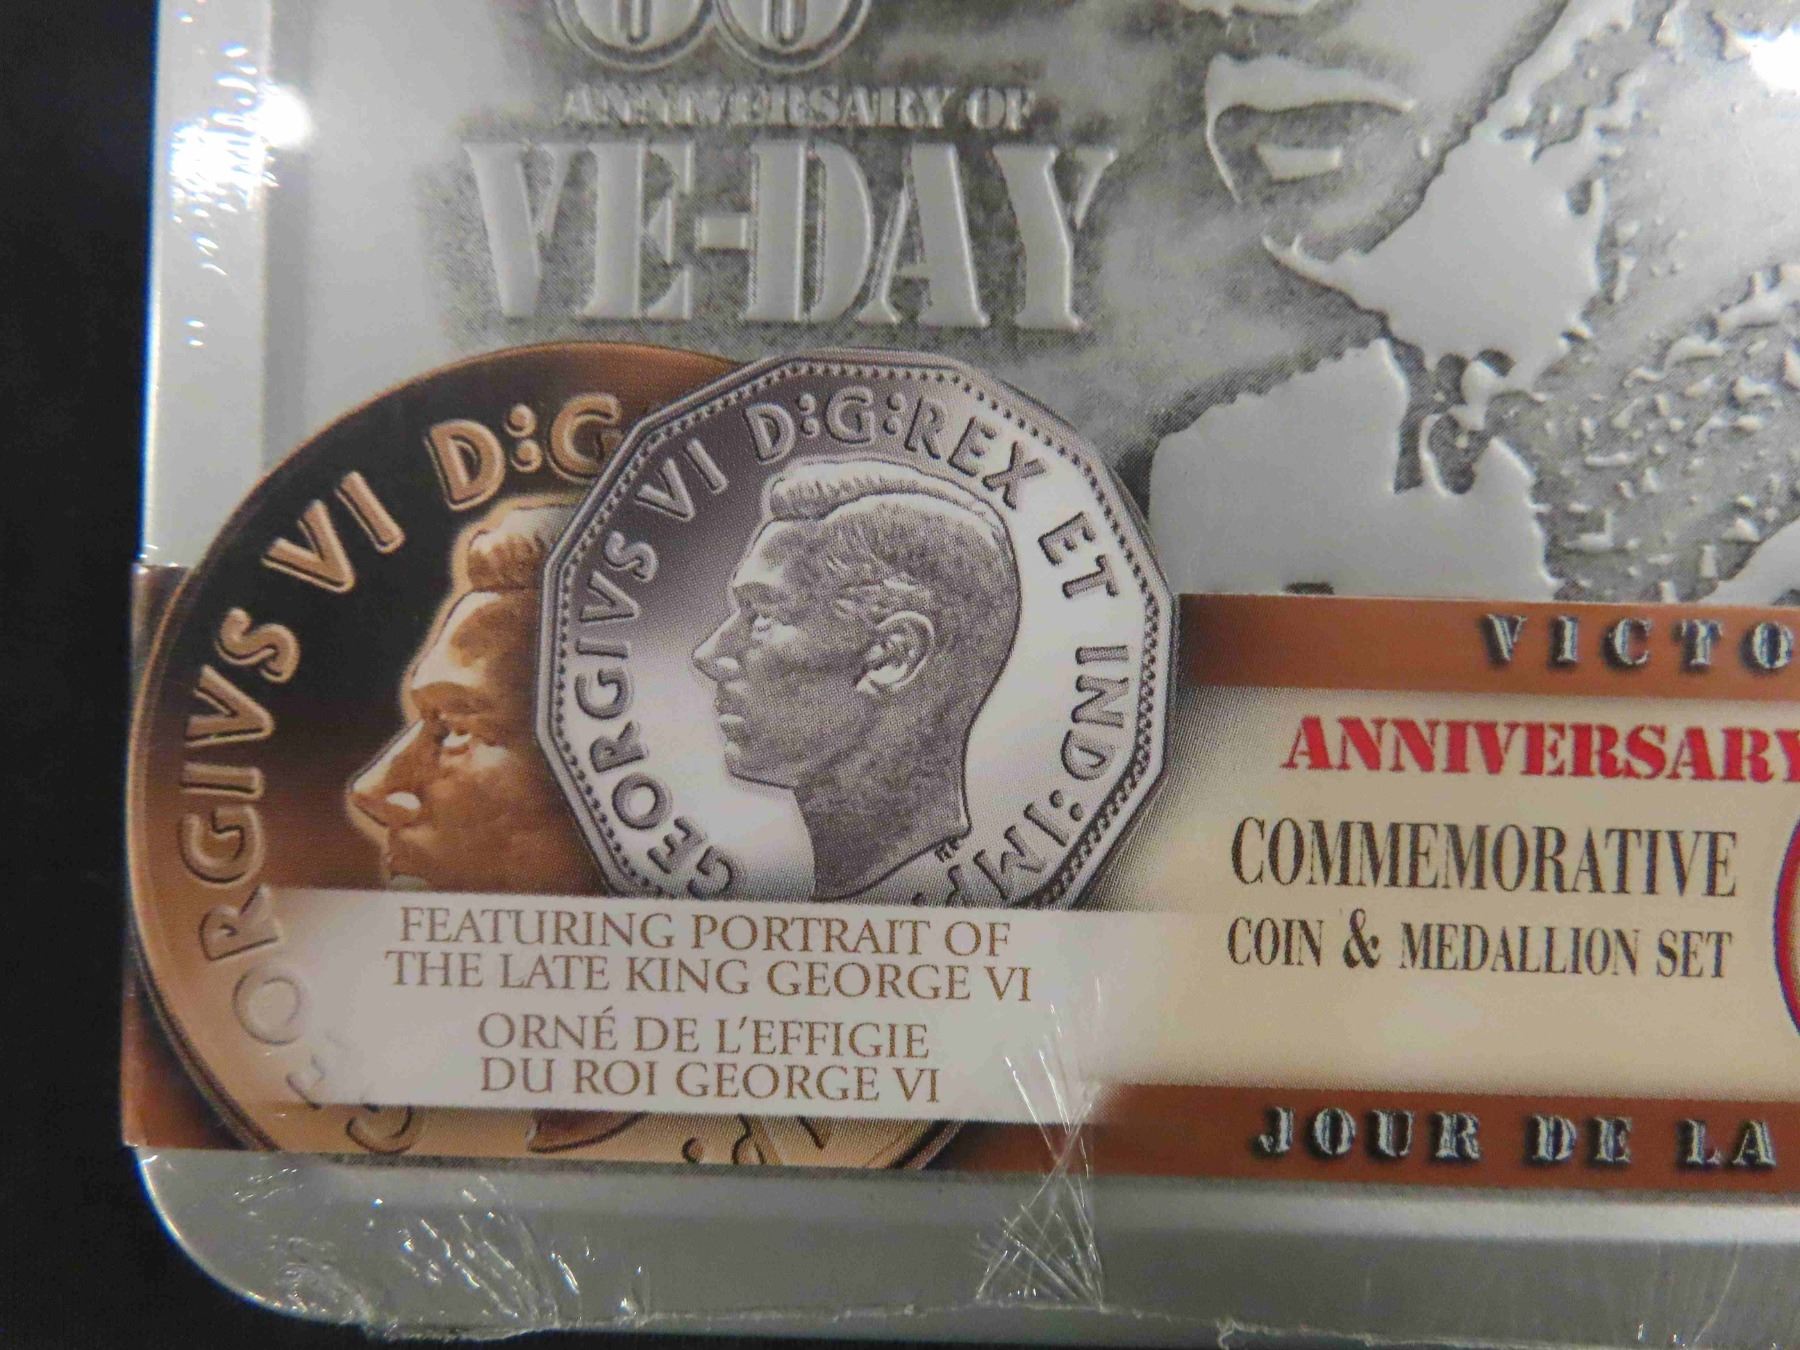 ANNIVERSARY OF
VE-DAY
GEORGIVS VI D:G
GEORGIVS VI D:G:REX ET IND:IMP
HP
VICTO
ANNIVERSARY
COMMEMORATIVE
COIN & MEDALLION SET
FEATURING PORTRAIT OF
THE LATE KING GEORGE VI
ORNÉ DE L'EFFIGIE
DU ROI GEORGE VI
JOUR DE LA